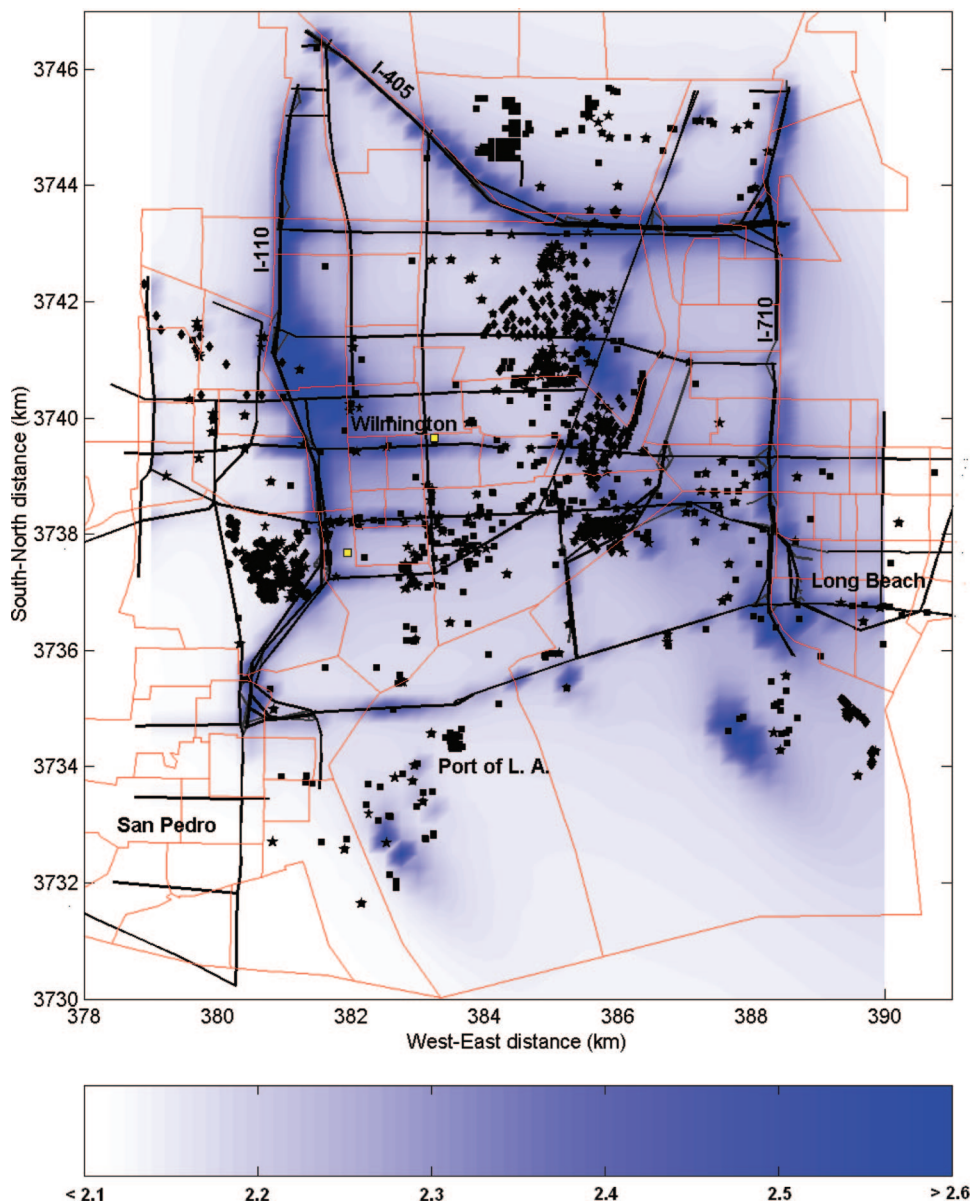 3746
I-405
3744
I-110
3742
I-710
3740
Wilmington
South-North distance (km)
3738
Long Beach
3736
3734
Port of L. A.
San Pedro
3732
3730
378
380
382
384
386
388
390
West-East distance (km)
< 2.1
2.2
2.3
2.4
2.5
> 2.6